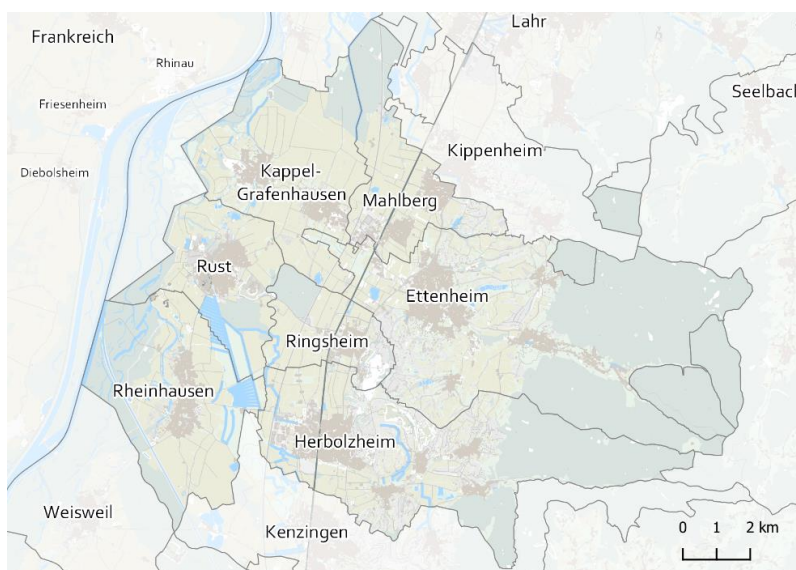 Lahr
Frankreich
Rhinau
Seelbach
Friesenheim
Kippenheim
Diebolsheim
Kappel-
Grafenhausen
Mahlberg
Rust
Ettenheim
Ringsheim
Rheinhausen
Herbolzheim
Weisweil
Kenzingen
0 1 2 km